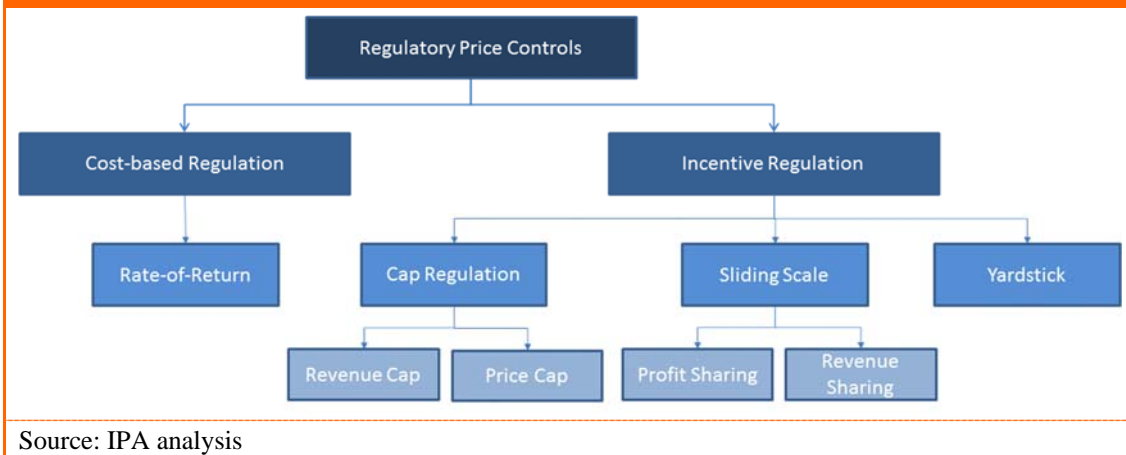 Regulatory Price Controls
Cost-based Regulation
Incentive Regulation
Rate-of-Return
Cap Regulation
Sliding Scale
Yardstick
Revenue Cap
Price Cap
Profit Sharing
Revenue
Sharing
Source: IPA analysis